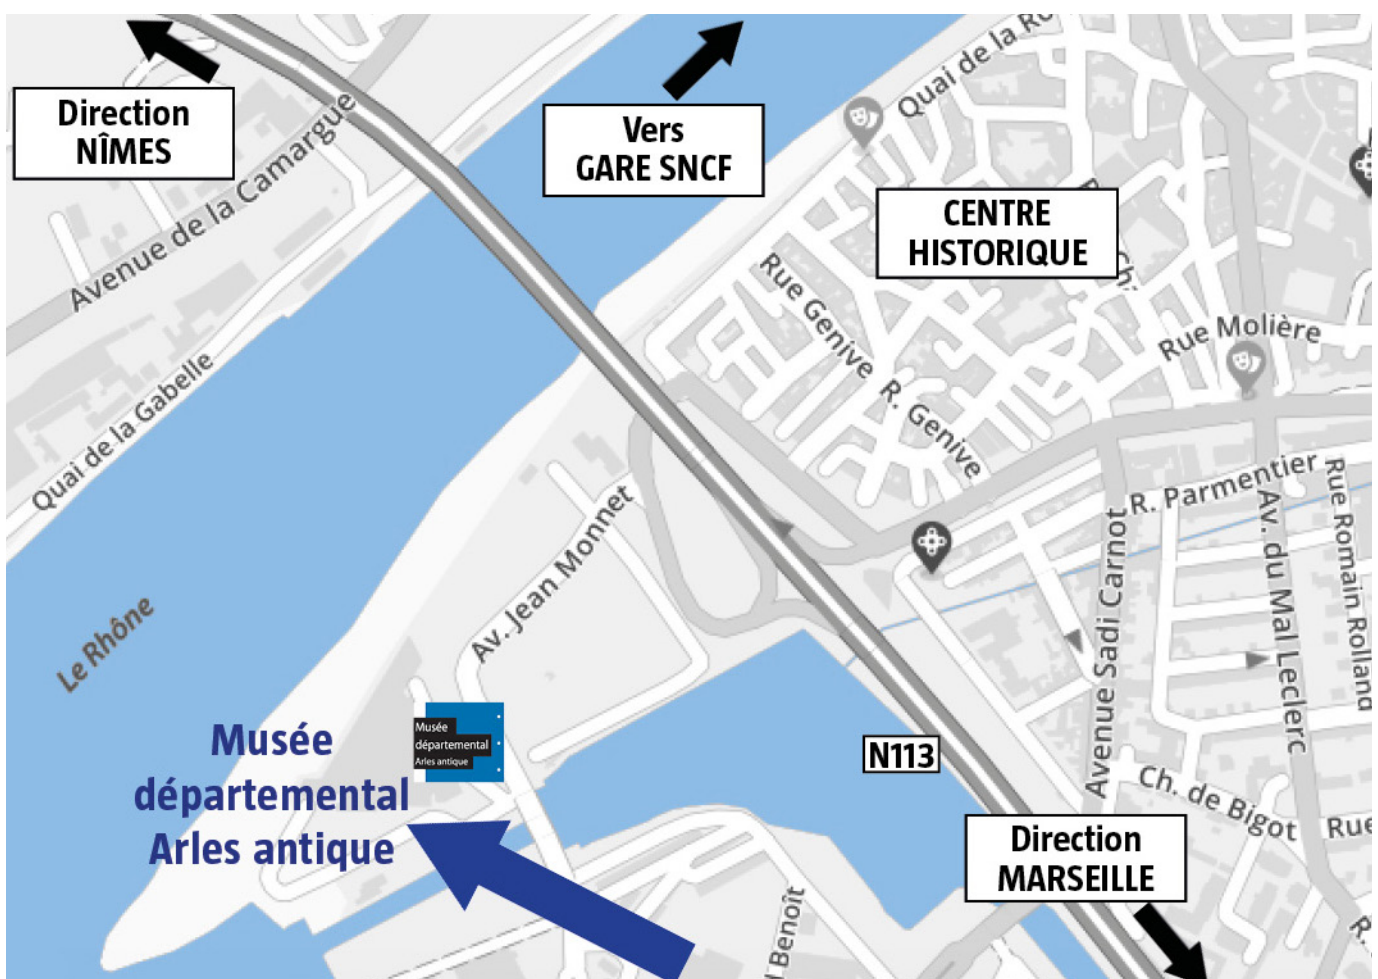 Direction
NÎMES
Vers
GARE SNCF
Quai de la Ro
CENTRE
HISTORIQUE
Ch.
Avenue de la Camargue
Rue Genive
R. Genive
Rue Molière
Quai de la Gabelle
R. Parmentier
Rue Romain Rolland
Av. du Mal Leclerc
Avenue Sadi Carnot
Av. Jean Monnet
Le Rhône
Musée
départemental
Arles antique
Musée
départemental
Arles antique
N113
Ch. de Bigot
Rue
Direction
MARSEILLE
Benoît
R.